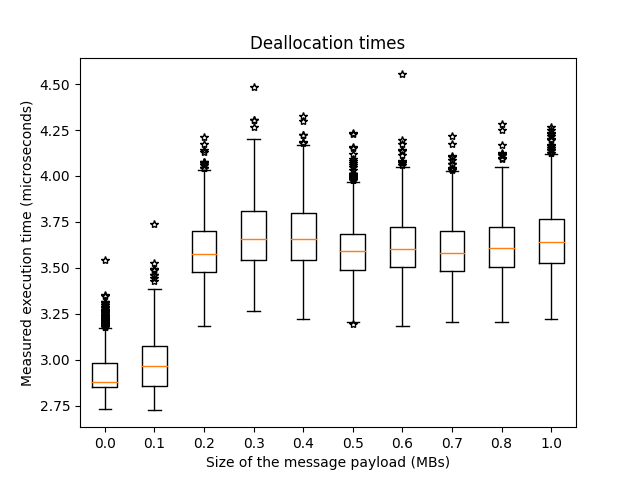 Deallocation times
Measured execution time (microseconds)
4.50
4.25
4.00
3.75
3.50
3.25
3.00
2.75
0.0 0.1 0.2 0.3 0.4 0.5 0.6 0.7 0.8 1.0
Size of the message payload (MBs)